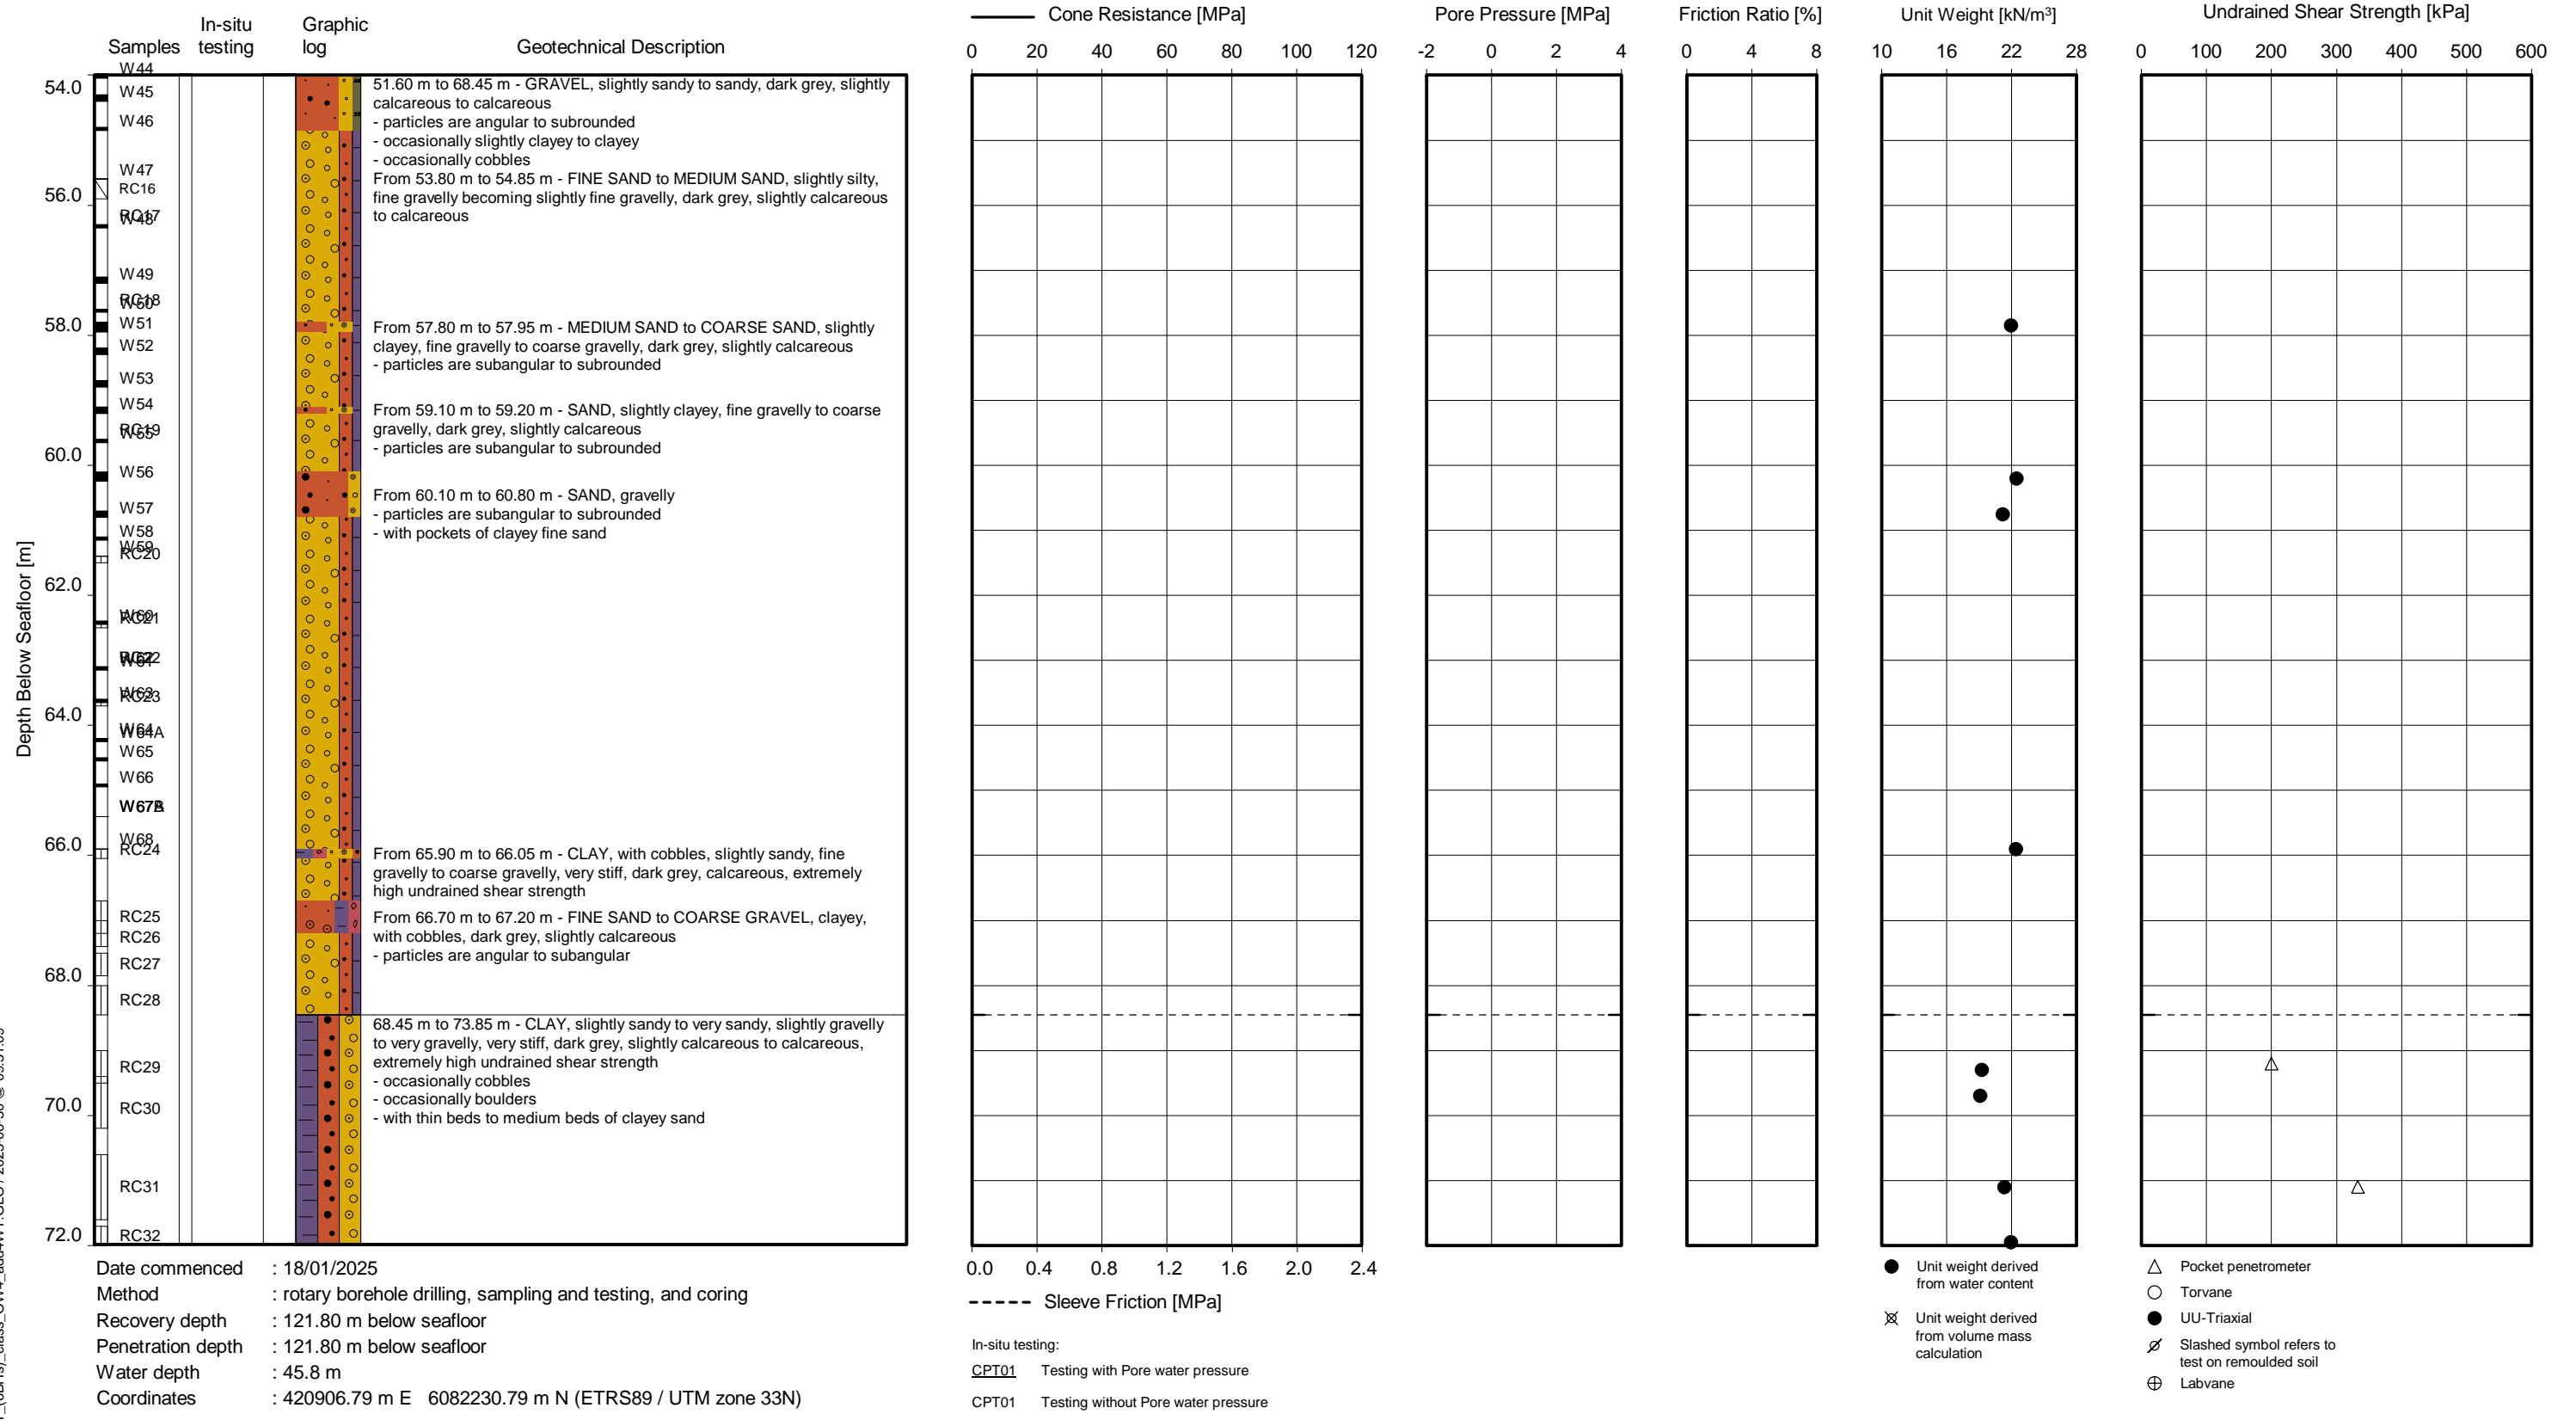 In-situ testing
Graphic log
Samples
Geotechnical Description
Cone Resistance [MPa]
Pore Pressure [MPa]
Friction Ratio [%]
Unit Weight [kN/m³]
Undrained Shear Strength [kPa]
0 20 40 60 80 100 120
-2 0 2 4
0 4 8
10 16 22 28
0 100 200 300 400 500 600
Depth Below Seafloor [m]
54.0
56.0
58.0
60.0
62.0
64.0
66.0
68.0
70.0
72.0
W44
W45
W46
W47
RC16
RC17
W48
W49
RC18
W50
W51
W52
W53
W54
RC19
W55
W56
W57
W58
W59
RC20
W60
RC21
RC22
W63
RC23
W64
W64A
W65
W66
W67B
W68
RC24
RC25
RC26
RC27
RC28
RC29
RC30
RC31
RC32
51.60 m to 68.45 m - GRAVEL, slightly sandy to sandy, dark grey, slightly
calcareous to calcareous
- particles are angular to subrounded
- occasionally slightly clayey to clayey
- occasionally cobbles
From 53.80 m to 54.85 m - FINE SAND to MEDIUM SAND, slightly silty,
fine gravelly becoming slightly fine gravelly, dark grey, slightly calcareous
to calcareous
From 57.80 m to 57.95 m - MEDIUM SAND to COARSE SAND, slightly
clayey, fine gravelly to coarse gravelly, dark grey, slightly calcareous
- particles are subangular to subrounded
From 59.10 m to 59.20 m - SAND, slightly clayey, fine gravelly to coarse
gravelly, dark grey, slightly calcareous
- particles are subangular to subrounded
From 60.10 m to 60.80 m - SAND, gravelly
- particles are subangular to subrounded
- with pockets of clayey fine sand
From 65.90 m to 66.05 m - CLAY, with cobbles, slightly sandy, fine
gravelly to coarse gravelly, very stiff, dark grey, calcareous, extremely
high undrained shear strength
From 66.70 m to 67.20 m - FINE SAND to COARSE GRAVEL, clayey,
with cobbles, dark grey, slightly calcareous
- particles are angular to subangular
68.45 m to 73.85 m - CLAY, slightly sandy to very sandy, slightly gravelly
to very gravelly, very stiff, dark grey, slightly calcareous to calcareous,
extremely high undrained shear strength
- occasionally cobbles
- occasionally boulders
- with thin beds to medium beds of clayey sand
Date commenced : 18/01/2025
Method : rotary borehole drilling, sampling and testing, and coring
Recovery depth : 121.80 m below seafloor
Penetration depth : 121.80 m below seafloor
Water depth : 45.8 m
Coordinates : 420906.79 m E 6082230.79 m N (ETRS89 / UTM zone 33N)
0.0 0.4 0.8 1.2 1.6 2.0 2.4
Sleeve Friction [MPa]
In-situ testing:
CPT01 Testing with Pore water pressure
CPT01 Testing without Pore water pressure
Unit weight derived
from water content
Unit weight derived
from volume mass
calculation
Pocket penetrometer
Torvane
UU-Triaxial
Slashed symbol refers to
test on remoulded soil
Labvane